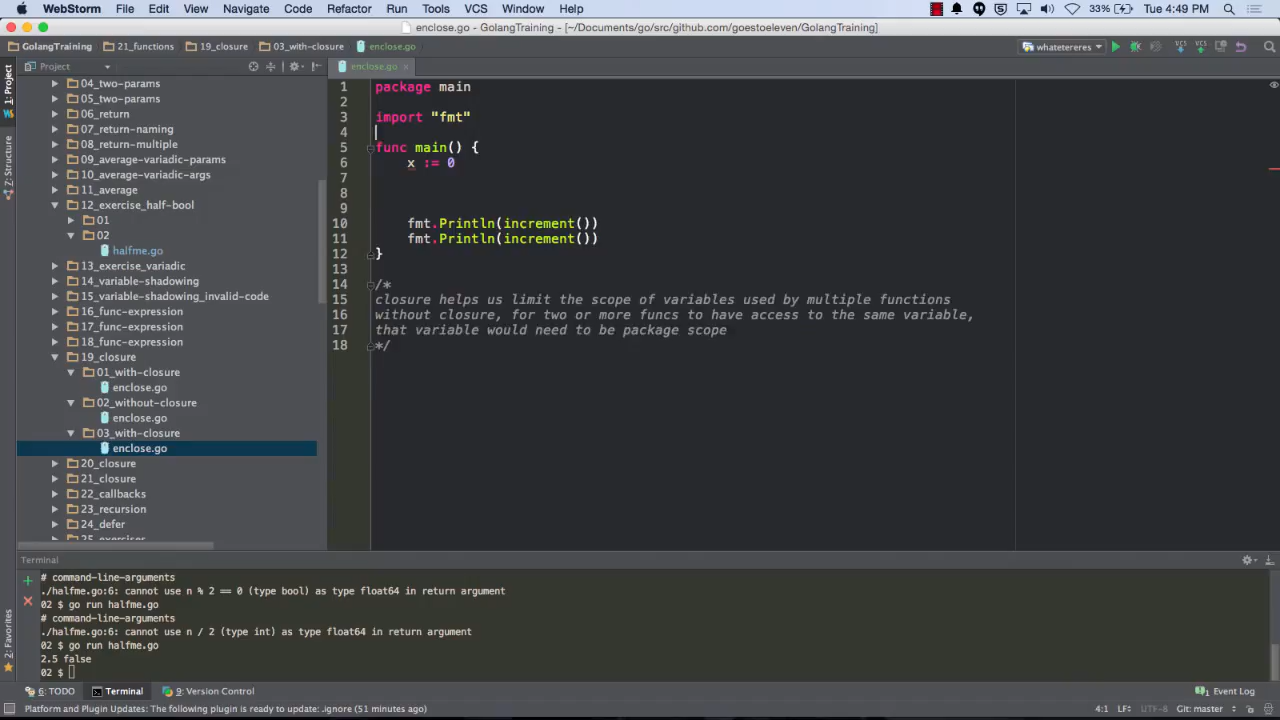 WebStorm File Edit View Navigate Code Refactor Run Tools VCS Window Help 33% Tue 4:49 PM
enclose.go - GolangTraining - [~/Documents/go/src/github.com/goestoeleven/GolangTraining]
GolangTraining 21_functions 19_closure 03_with-closure enclose.go whatetereres
Project enclose.go
1: Project
Z: Structure
2: Favorites
04_two-params
05_two-params
06_return
07_return-naming
08_return-multiple
09_average-variadic-params
10_average-variadic-args
11_average
12_exercise_half-bool
01
02
halfme.go
13_exercise_variadic
14_variable-shadowing
15_variable-shadowing_invalid-code
16_func-expression
17_func-expression
18_func-expression
19_closure
01_with-closure
enclose.go
02_without-closure
enclose.go
03_with-closure
enclose.go
20_closure
21_closure
22_callbacks
23_recursion
24_defer
25_exercises
1 package main
2
3 import "fmt"
4
5 func main() {
6 x := 0
7
8
9
10 fmt.Println(increment())
11 fmt.Println(increment())
12 }
13
14 /*
15 closure helps us limit the scope of variables used by multiple functions
16 without closure, for two or more funcs to have access to the same variable,
17 that variable would need to be package scope
18 */
Terminal
# command-line-arguments
./halfme.go:6: cannot use n % 2 == 0 (type bool) as type float64 in return argument
02 $ go run halfme.go
# command-line-arguments
./halfme.go:6: cannot use n / 2 (type int) as type float64 in return argument
02 $ go run halfme.go
2.5 false
02 $
6: TODO Terminal 9: Version Control 1 Event Log
Platform and Plugin Updates: The following plugin is ready to update: .ignore (51 minutes ago) 4:1 LF UTF-8 Git: master